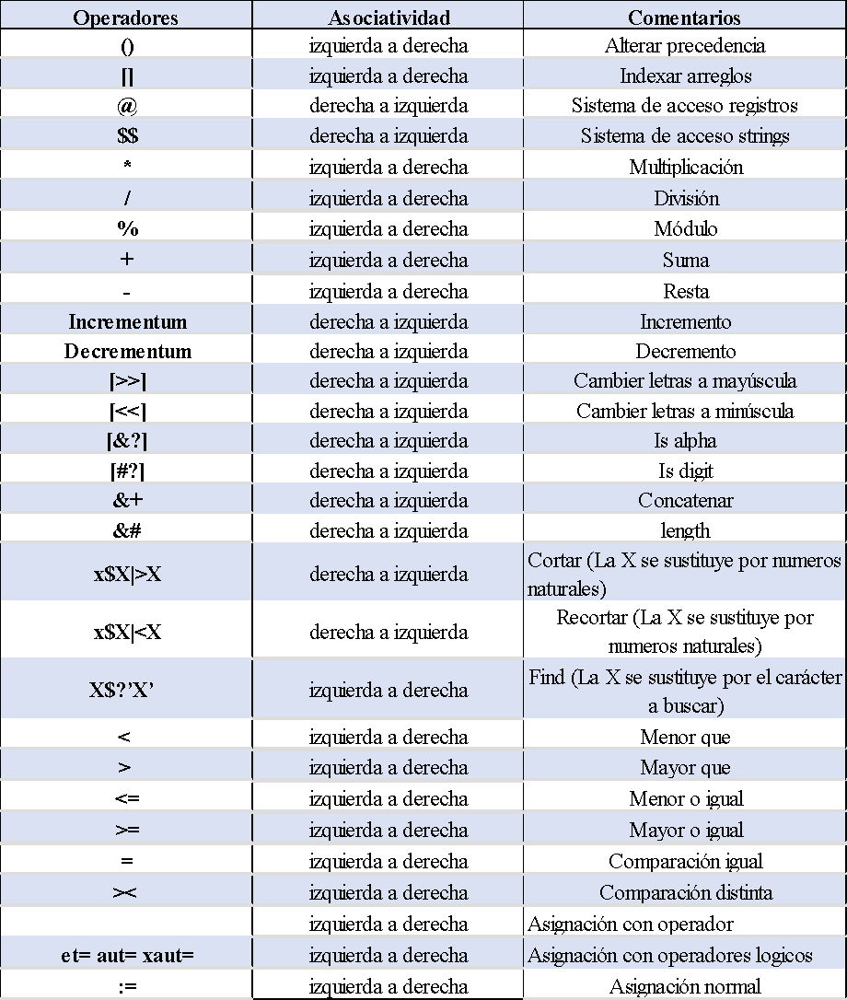 Operadores Asociatividad Comentarios
() izquierda a derecha Alterar precedencia
[] izquierda a derecha Indexar arreglos
@ derecha a izquierda Sistema de acceso registros
$$ derecha a izquierda Sistema de acceso strings
* izquierda a derecha Multiplicación
/ izquierda a derecha División
% izquierda a derecha Módulo
+ izquierda a derecha Suma
- izquierda a derecha Resta
Incrementum derecha a izquierda Incremento
Decrementum derecha a izquierda Decremento
[>>] derecha a izquierda Cambier letras a mayúscula
[<<] derecha a izquierda Cambier letras a minúscula
[&?] derecha a izquierda Is alpha
[#?] derecha a izquierda Is digit
&+ derecha a izquierda Concatenar
&# derecha a izquierda length
x$X|>X derecha a izquierda Cortar (La X se sustituye por numeros
naturales)
x$X|<X derecha a izquierda Recortar (La X se sustituye por
numeros naturales)
X$?’X’ izquierda a derecha Find (La X se sustituye por el carácter
a buscar)
< izquierda a derecha Menor que
> izquierda a derecha Mayor que
<= izquierda a derecha Menor o igual
>= izquierda a derecha Mayor o igual
= izquierda a derecha Comparación igual
>< izquierda a derecha Comparación distinta
izquierda a derecha Asignación con operador
et= aut= xaut= izquierda a derecha Asignación con operadores logicos
:= izquierda a derecha Asignación normal